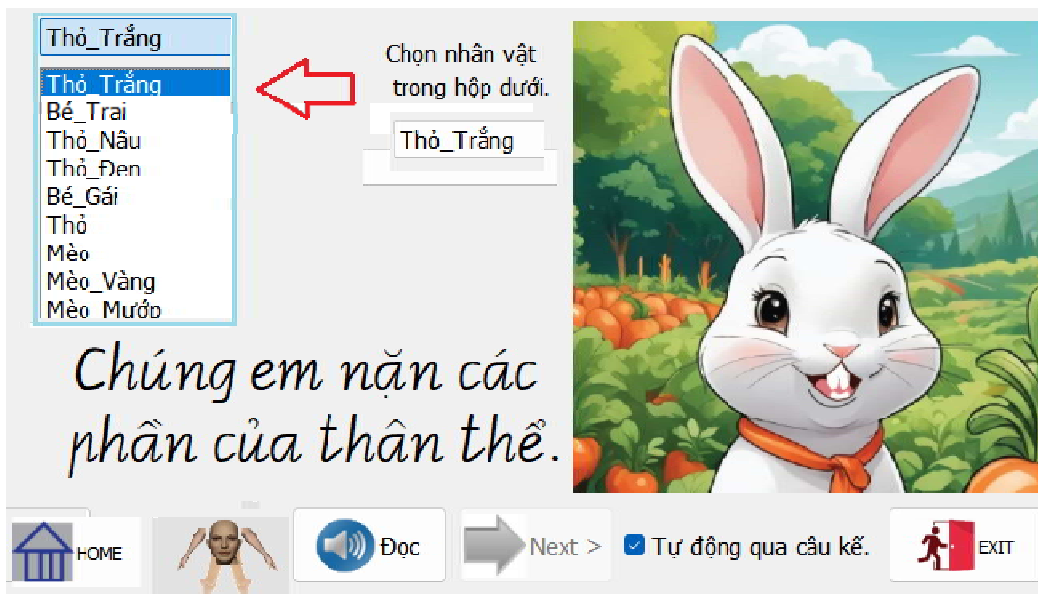 Thỏ_Trắng
Thỏ_Trắng
Bé_Trai
Thỏ_Nâu
Thỏ_Đen
Bé_Gái
Thỏ
Mèo
Mèo_Vàng
Mèo_Mướp
Chọn nhân vật
trong hộp dưới.
Thỏ_Trắng
Chúng em nặn các
phần của thân thể.
HOME
Đọc
Next >
Tự động qua câu kế.
EXIT